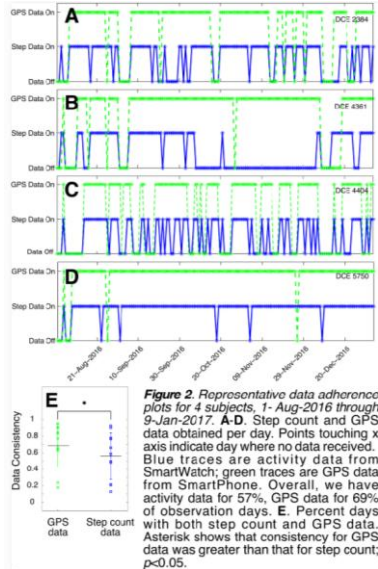 A
GPS Data On
DCE 2384
Step Data On
Data Off
B
GPS Data On
DCE 4361
Step Data On
Data Off
C
GPS Data On
DCE 4404
Step Data On
Data Off
D
GPS Data On
DCE 5750
Step Data On
Data Off
21-Aug-2016
10-Sep-2016
30-Sep-2016
20-Oct-2016
09-Nov-2016
29-Nov-2016
20-Dec-2016
E
*
Data Consistency
1
0.8
0.6
0.4
0.2
0
GPS data
Step count data
Figure 2. Representative data adherence
plots for 4 subjects, 1- Aug-2016 through
9-Jan-2017. A-D. Step count and GPS
data obtained per day. Points touching x
axis indicate day where no data received.
Blue traces are activity data from
SmartWatch; green traces are GPS data
from SmartPhone. Overall, we have
activity data for 57%, GPS data for 69%
of observation days. E. Percent days
with both step count and GPS data.
Asterisk shows that consistency for GPS
data was greater than that for step count;
p<0.05.